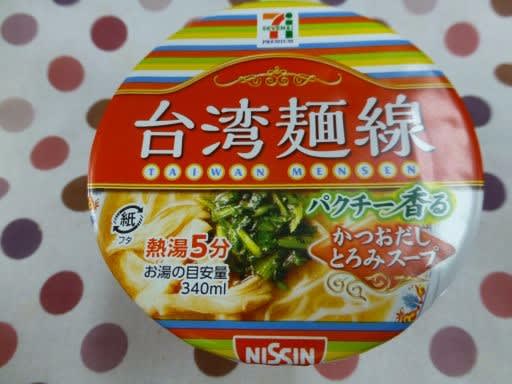 7
SEVEN&i
PREMIUM
台湾麺線
TAIWAN MENSEN
パクチー香る
かつおだし
とろみスープ
紙
フタ
熱湯5分
お湯の目安量
340ml
NISSIN